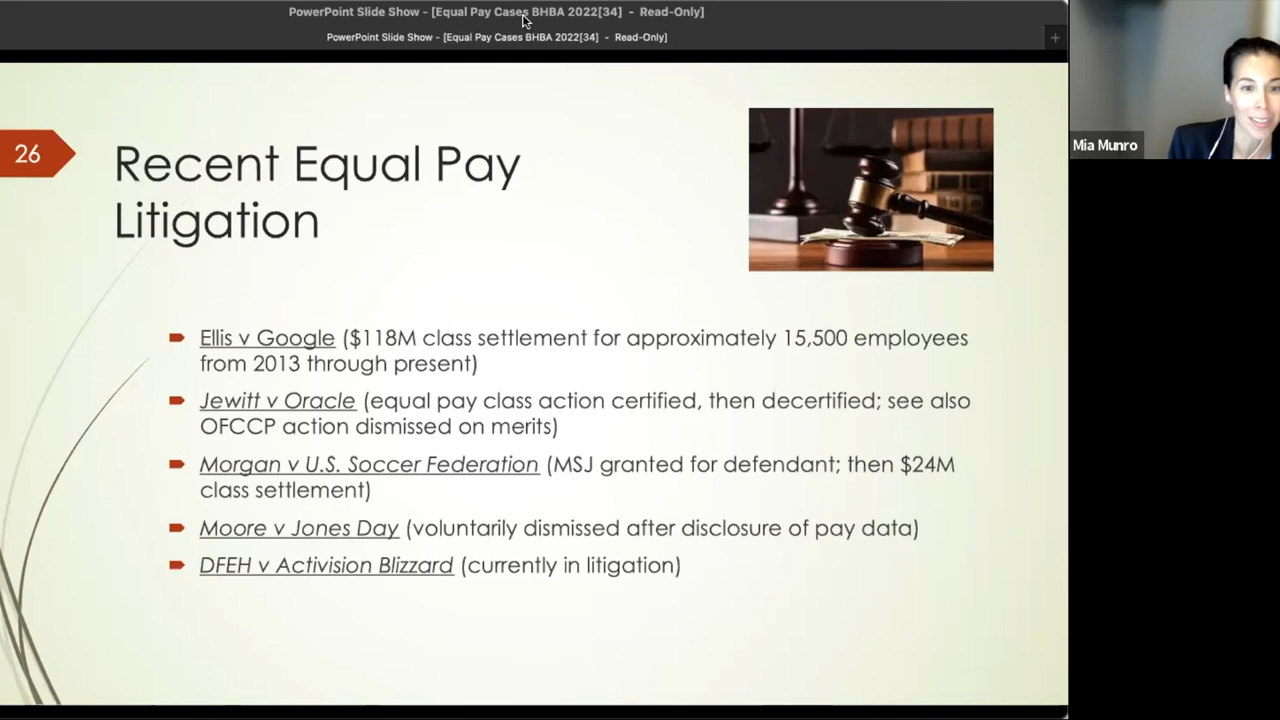 PowerPoint Slide Show - [Equal Pay Cases BHBA 2022[34] - Read-Only]
PowerPoint Slide Show - [Equal Pay Cases BHBA 2022[34] - Read-Only]
Mia Munro
26
Recent Equal Pay
Litigation
Ellis v Google ($118M class settlement for approximately 15,500 employees
from 2013 through present)
Jewitt v Oracle (equal pay class action certified, then decertified; see also
OFCCP action dismissed on merits)
Morgan v U.S. Soccer Federation (MSJ granted for defendant; then $24M
class settlement)
Moore v Jones Day (voluntarily dismissed after disclosure of pay data)
DFEH v Activision Blizzard (currently in litigation)